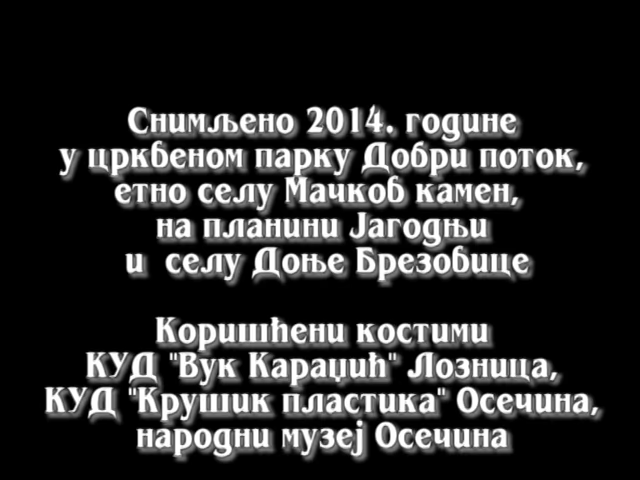 Снимљено 2014. године
у црквеном парку Добри поток,
етно селу Мачков камен,
на планини Јагодњи
и селу Доње Брезовице
Коришћени костими
КУД "Вук Караџић" Лозница,
КУД "Крушик пластика" Осечина,
народни музеј Осечина